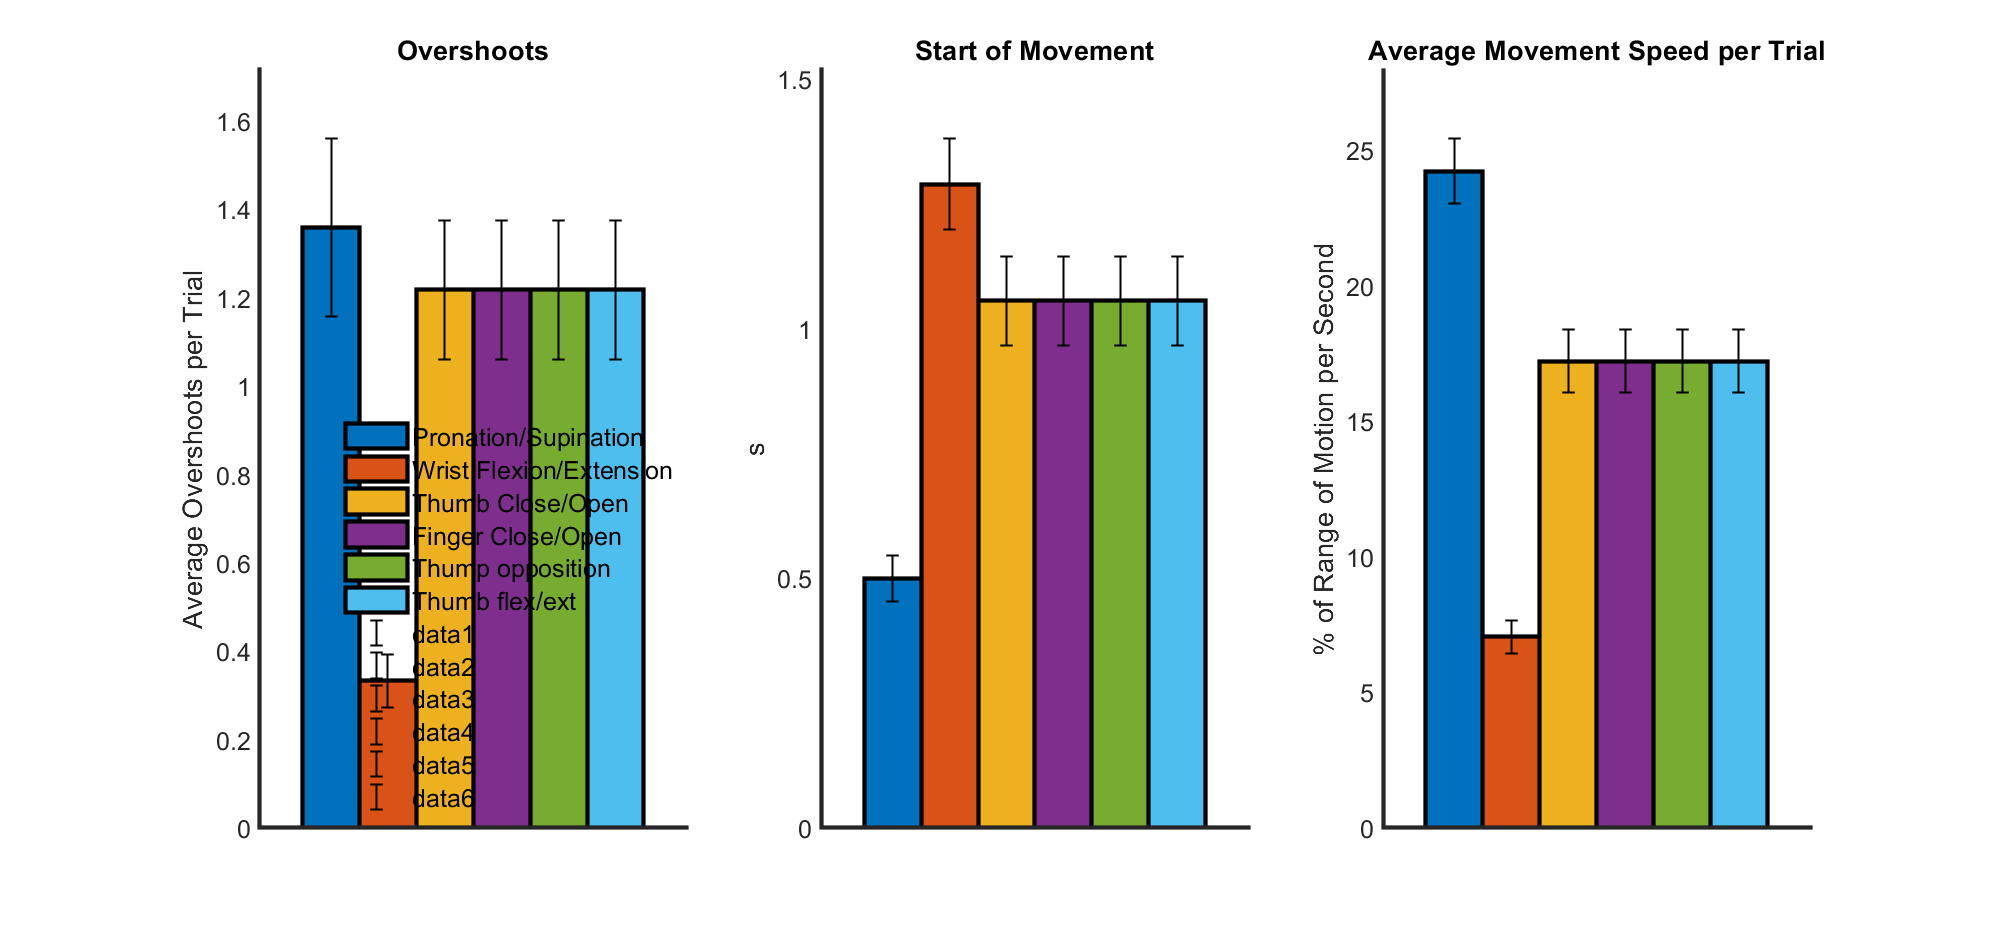 Overshoots
Average Overshoots per Trial
1.6
1.4
1.2
1
0.8
0.6
0.4
0.2
0
Pronation/Supination
Wrist Flexion/Extension
Thumb Close/Open
Finger Close/Open
Thump opposition
Thumb flex/ext
data1
data2
data3
data4
data5
data6
Start of Movement
s
1.5
1
0.5
0
Average Movement Speed per Trial
% of Range of Motion per Second
25
20
15
10
5
0